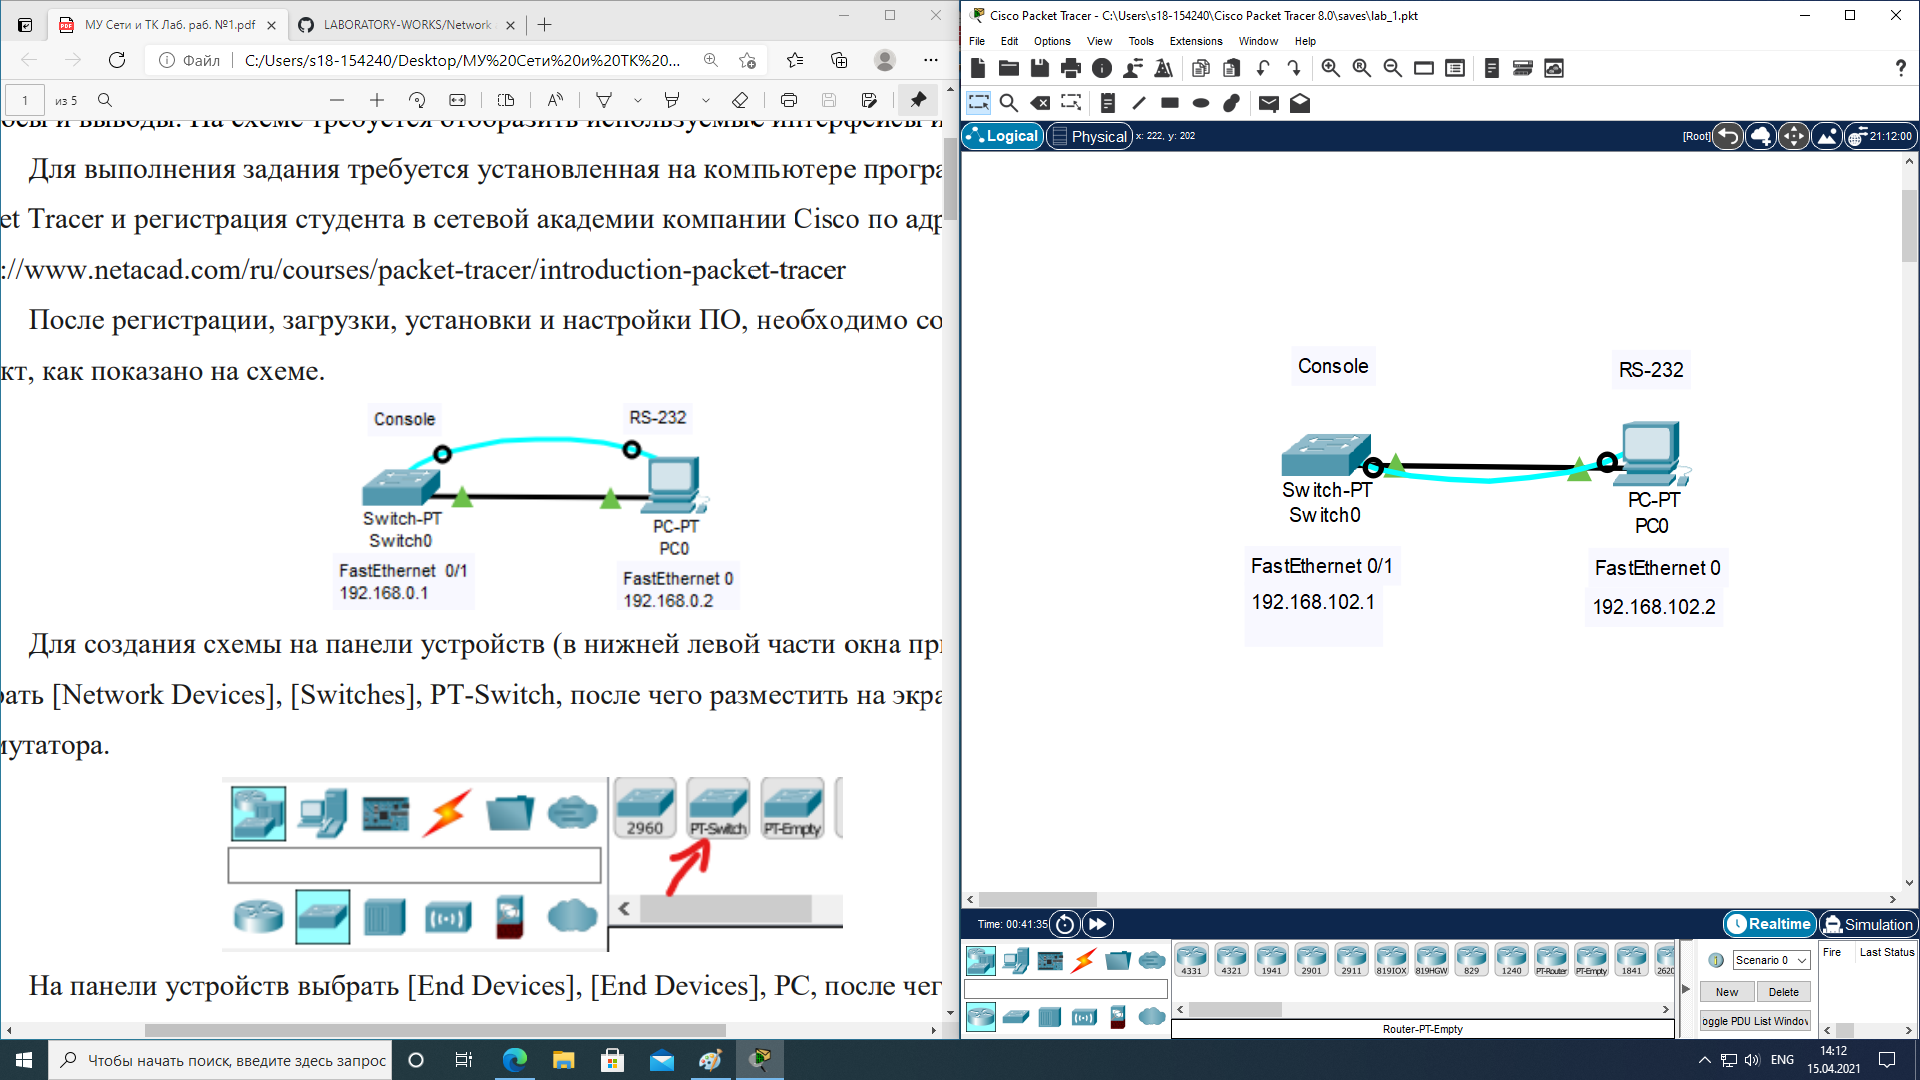 МУ Сети и ТК Лаб. раб. №1.pdf
LABORATORY-WORKS/Network
Файл
C:/Users/s18-154240/Desktop/МУ%20Сети%20и%20ТК%20...
1
из 5
Для выполнения задания требуется установленная на компьютере програ
et Tracer и регистрация студента в сетевой академии компании Cisco по адр
://www.netacad.com/ru/courses/packet-tracer/introduction-packet-tracer
После регистрации, загрузки, установки и настройки ПО, необходимо со
кт, как показано на схеме.
Console
RS-232
Switch-PT
Switch0
PC-PT
PC0
FastEthernet 0/1
192.168.0.1
FastEthernet 0
192.168.0.2
Для создания схемы на панели устройств (в нижней левой части окна при
рать [Network Devices], [Switches], PT-Switch, после чего разместить на экра
мутатора.
2960
PT-Switch
PT-Empty
На панели устройств выбрать [End Devices], [End Devices], PC, после чег
Cisco Packet Tracer - C:\Users\s18-154240\Cisco Packet Tracer 8.0\saves\lab_1.pkt
File Edit Options View Tools Extensions Window Help
Logical
Physical
x: 222, y: 202
[Root]
21:12:00
Console
RS-232
Switch-PT
Switch0
PC-PT
PC0
FastEthernet 0/1
192.168.102.1
FastEthernet 0
192.168.102.2
Time: 00:41:35
Realtime
Simulation
4331 4321 1941 2901 2911 819IOX 819HGW 829 1240 PT-Router PT-Empty 1841 2620
Router-PT-Empty
Scenario 0
New
Delete
oggle PDU List Window
Fire
Last Status
Чтобы начать поиск, введите здесь запрос
ENG
14:12
15.04.2021